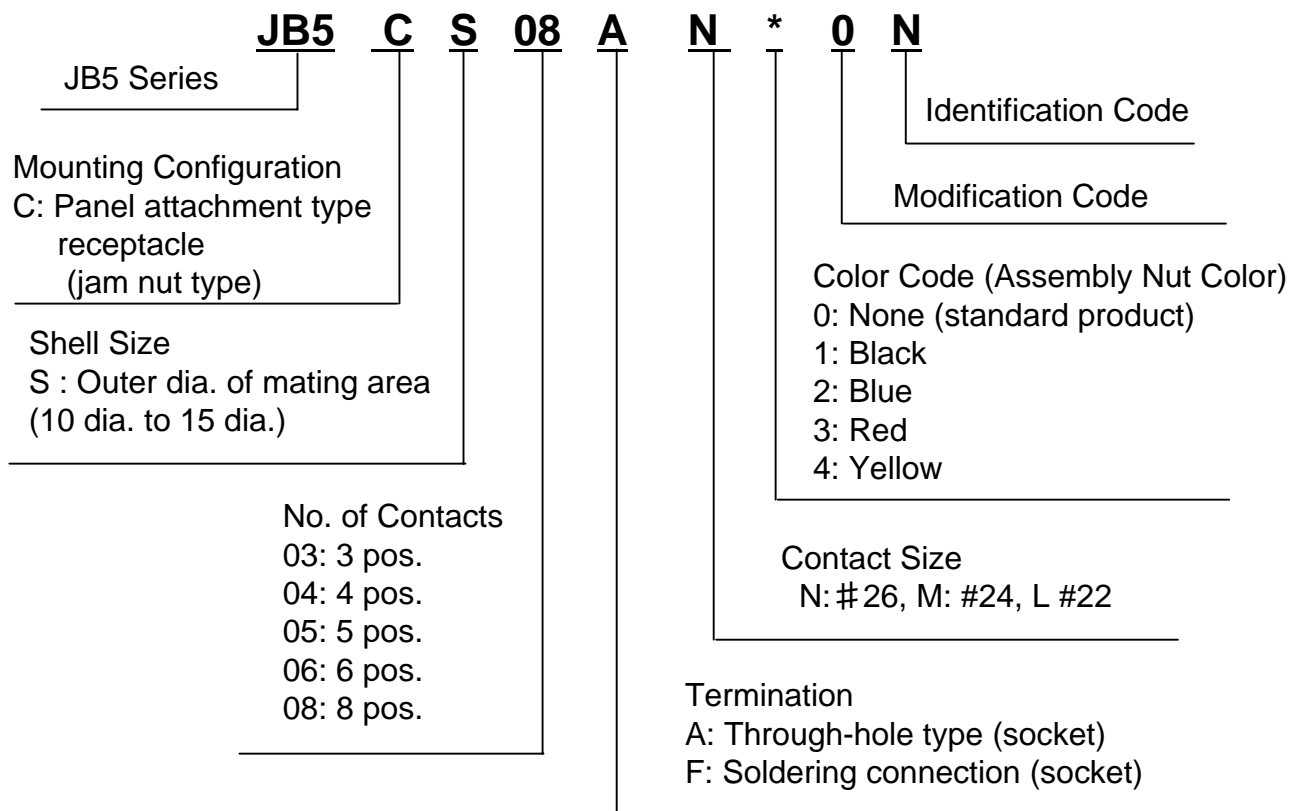 JB5 C S 08 A N * 0 N
JB5 Series
Mounting Configuration
C: Panel attachment type
receptacle
(jam nut type)
Shell Size
S : Outer dia. of mating area
(10 dia. to 15 dia.)
No. of Contacts
03: 3 pos.
04: 4 pos.
05: 5 pos.
06: 6 pos.
08: 8 pos.
Identification Code
Modification Code
Color Code (Assembly Nut Color)
0: None (standard product)
1: Black
2: Blue
3: Red
4: Yellow
Contact Size
N:♯26, M: #24, L #22
Termination
A: Through-hole type (socket)
F: Soldering connection (socket)